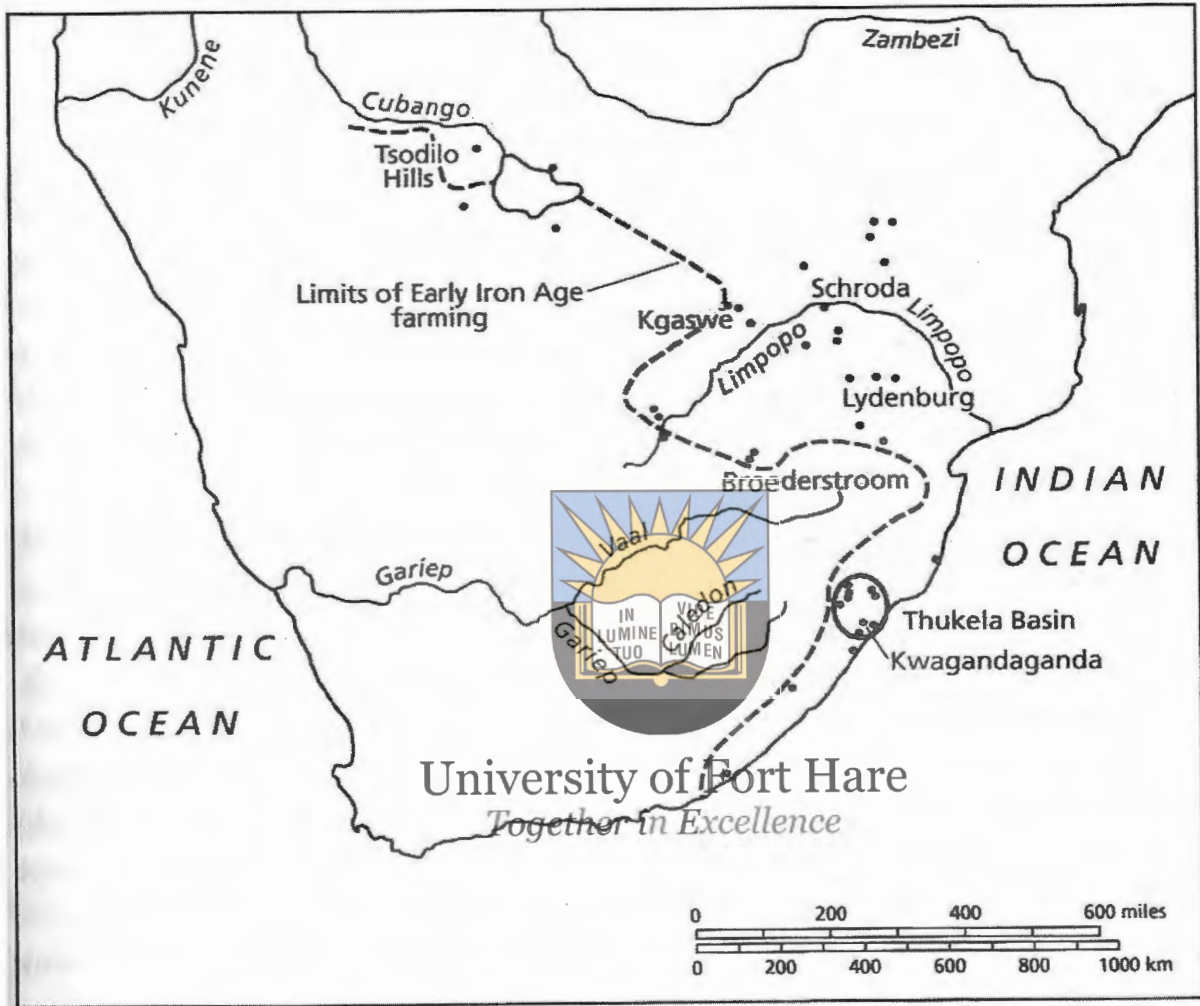 Zambezi
Kunene
Cubango
Tsodilo
Hills
Limits of Early Iron Age
farming
Schroda
Limpopo
Kgaswe
Limpopo
Lydenburg
Broederstroom
INDIAN
OCEAN
Vaal
Gariep
Caledon
IN
LUMINE
TUO
VIDE
BIMUS
LUMEN
Gariep
Thukela Basin
Kwagandaganda
ATLANTIC
OCEAN
University of Fort Hare
Together in Excellence
0 200 400 600 miles
0 200 400 600 800 1000 km